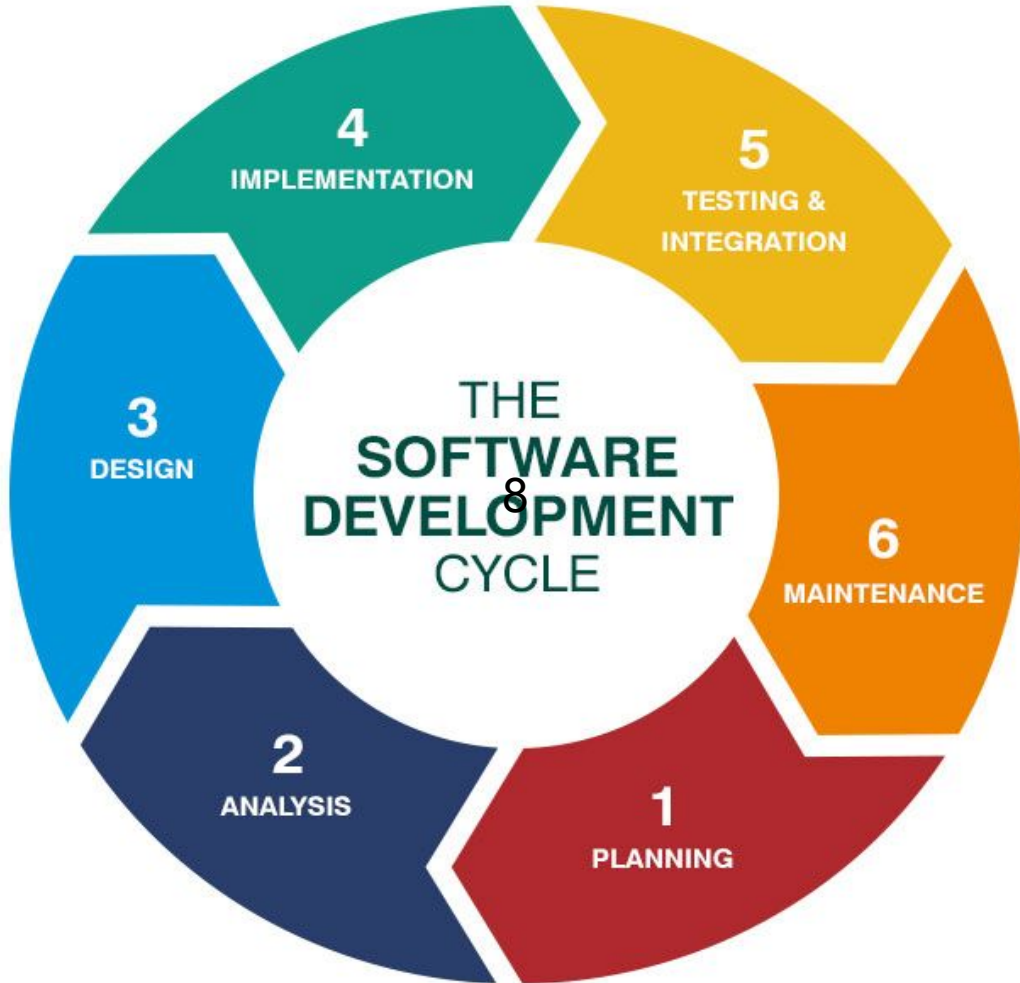 4
IMPLEMENTATION
5
TESTING &
INTEGRATION
3
DESIGN
THE
SOFTWARE
8
DEVELOPMENT
CYCLE
6
MAINTENANCE
2
ANALYSIS
1
PLANNING